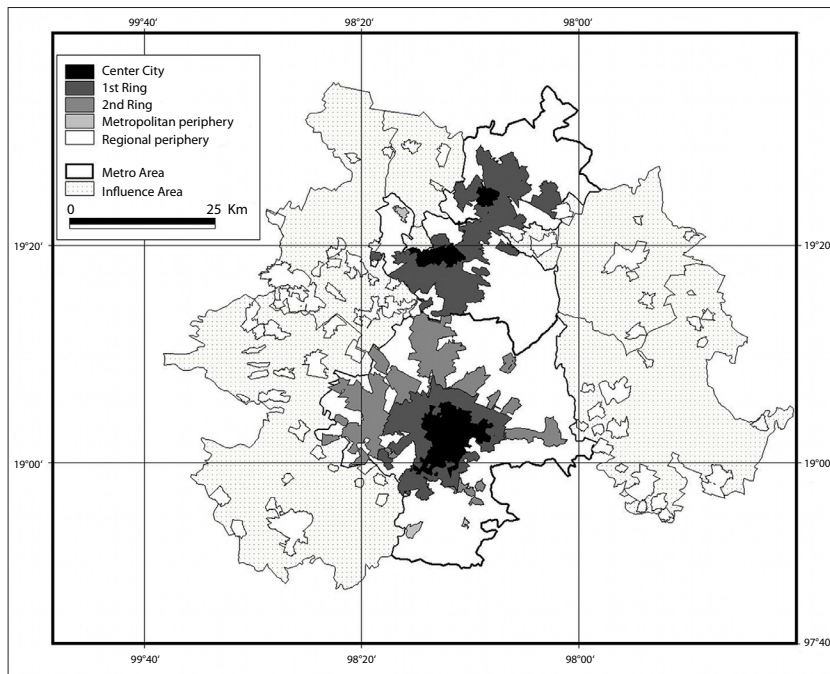 99°40′ 98°20′ 98°00′
Center City
1st Ring
2nd Ring
Metropolitan periphery
Regional periphery
Metro Area
Influence Area
0 25 Km
19°20′ 19°20′
19°00′ 19°00′
97°40′
99°40′ 98°20′ 98°00′